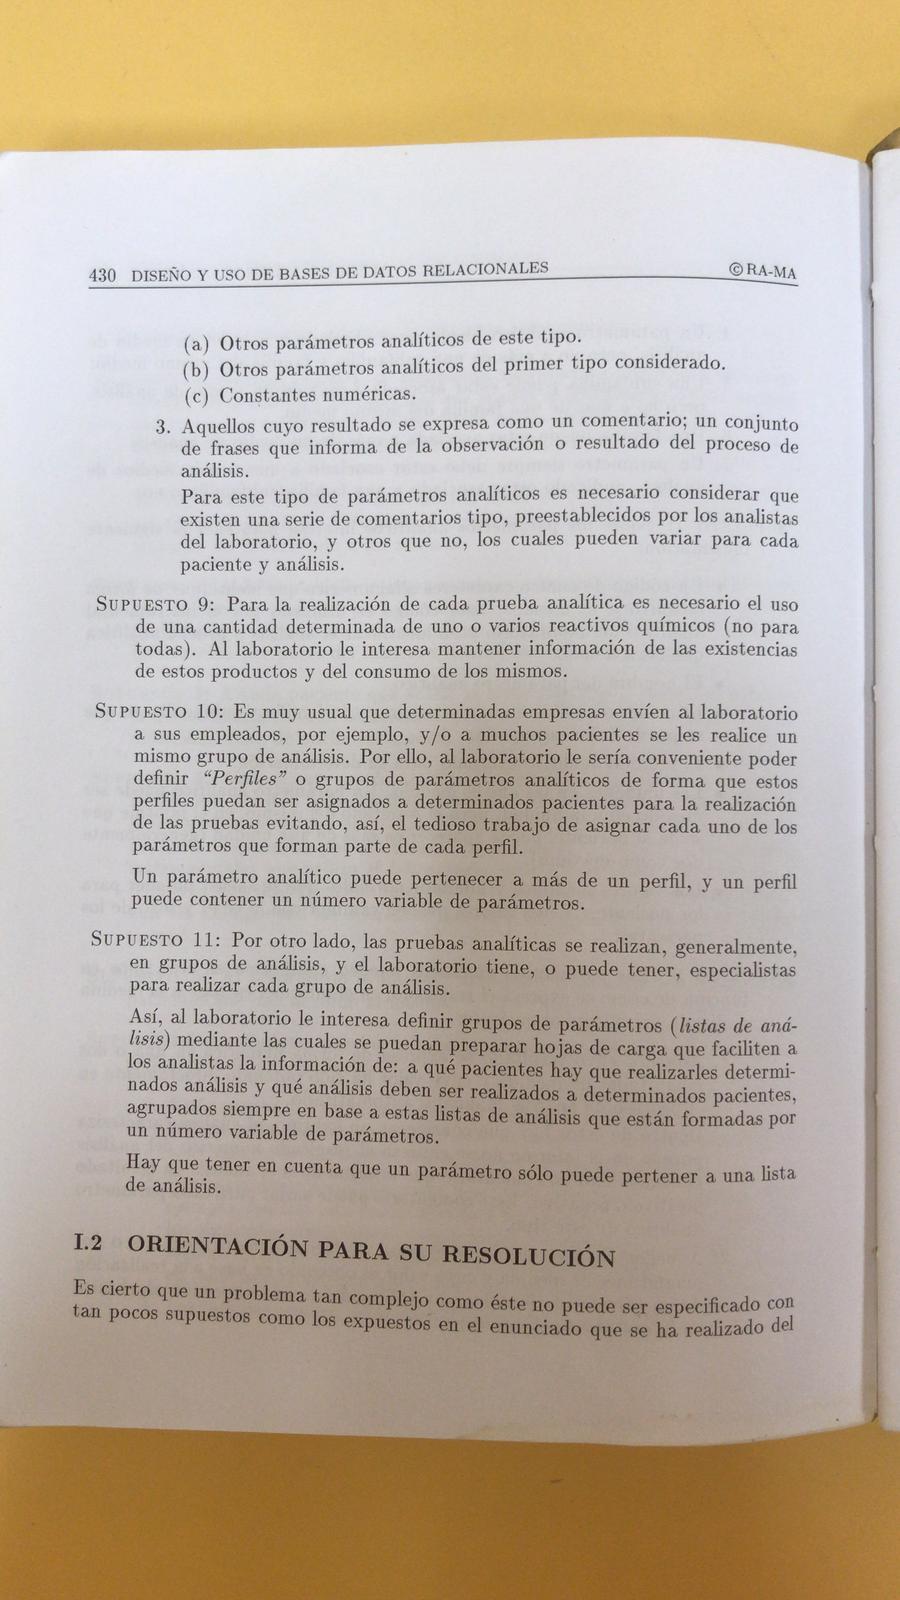 430 DISEÑO Y USO DE BASES DE DATOS RELACIONALES ©RA-MA
(a) Otros parámetros analíticos de este tipo.
(b) Otros parámetros analíticos del primer tipo considerado.
(c) Constantes numéricas.
3. Aquellos cuyo resultado se expresa como un comentario; un conjunto
de frases que informa de la observación o resultado del proceso de
análisis.
Para este tipo de parámetros analíticos es necesario considerar que
existen una serie de comentarios tipo, preestablecidos por los analistas
del laboratorio, y otros que no, los cuales pueden variar para cada
paciente y análisis.
SUPUESTO 9: Para la realización de cada prueba analítica es necesario el uso
de una cantidad determinada de uno o varios reactivos químicos (no para
todas). Al laboratorio le interesa mantener información de las existencias
de estos productos y del consumo de los mismos.
SUPUESTO 10: Es muy usual que determinadas empresas envíen al laboratorio
a sus empleados, por ejemplo, y/o a muchos pacientes se les realice un
mismo grupo de análisis. Por ello, al laboratorio le sería conveniente poder
definir "Perfiles" o grupos de parámetros analíticos de forma que estos
perfiles puedan ser asignados a determinados pacientes para la realización
de las pruebas evitando, así, el tedioso trabajo de asignar cada uno de los
parámetros que forman parte de cada perfil.
Un parámetro analítico puede pertenecer a más de un perfil, y un perfil
puede contener un número variable de parámetros.
SUPUESTO 11: Por otro lado, las pruebas analíticas se realizan, generalmente,
en grupos de análisis, y el laboratorio tiene, o puede tener, especialistas
para realizar cada grupo de análisis.
Así, al laboratorio le interesa definir grupos de parámetros (listas de aná-
lisis) mediante las cuales se puedan preparar hojas de carga que faciliten a
los analistas la información de: a qué pacientes hay que realizarles determi-
nados análisis y qué análisis deben ser realizados a determinados pacientes,
agrupados siempre en base a estas listas de análisis que están formadas por
un número variable de parámetros.
Hay que tener en cuenta que un parámetro sólo puede pertener a una lista
de análisis.
I.2 ORIENTACIÓN PARA SU RESOLUCIÓN
Es cierto que un problema tan complejo como éste no puede ser especificado con
tan pocos supuestos como los expuestos en el enunciado que se ha realizado del